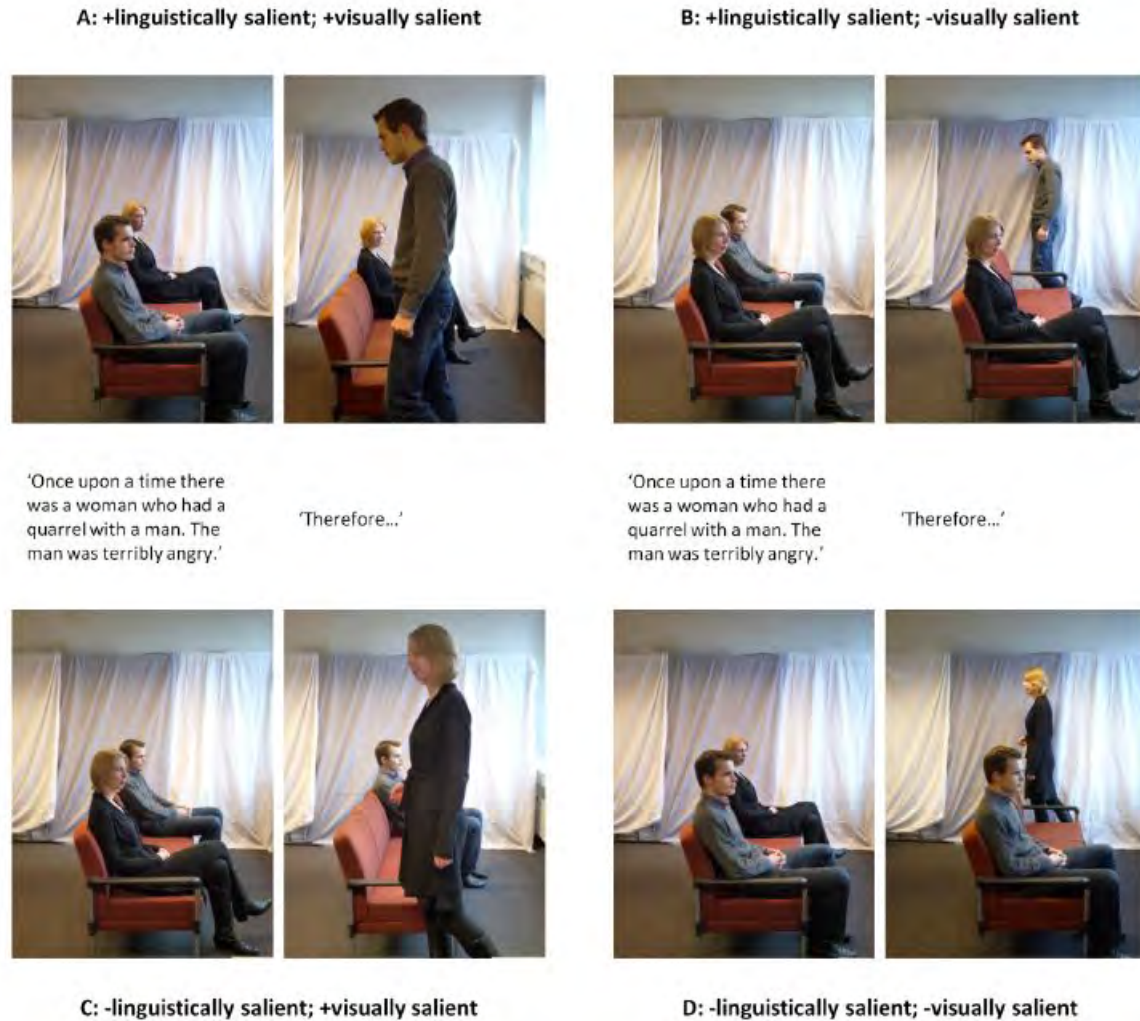 A: +linguistically salient; +visually salient
B: +linguistically salient; -visually salient
'Once upon a time there
was a woman who had a
quarrel with a man. The
man was terribly angry.'
'Therefore...'
'Once upon a time there
was a woman who had a
quarrel with a man. The
man was terribly angry.'
'Therefore...'
C: -linguistically salient; +visually salient
D: -linguistically salient; -visually salient